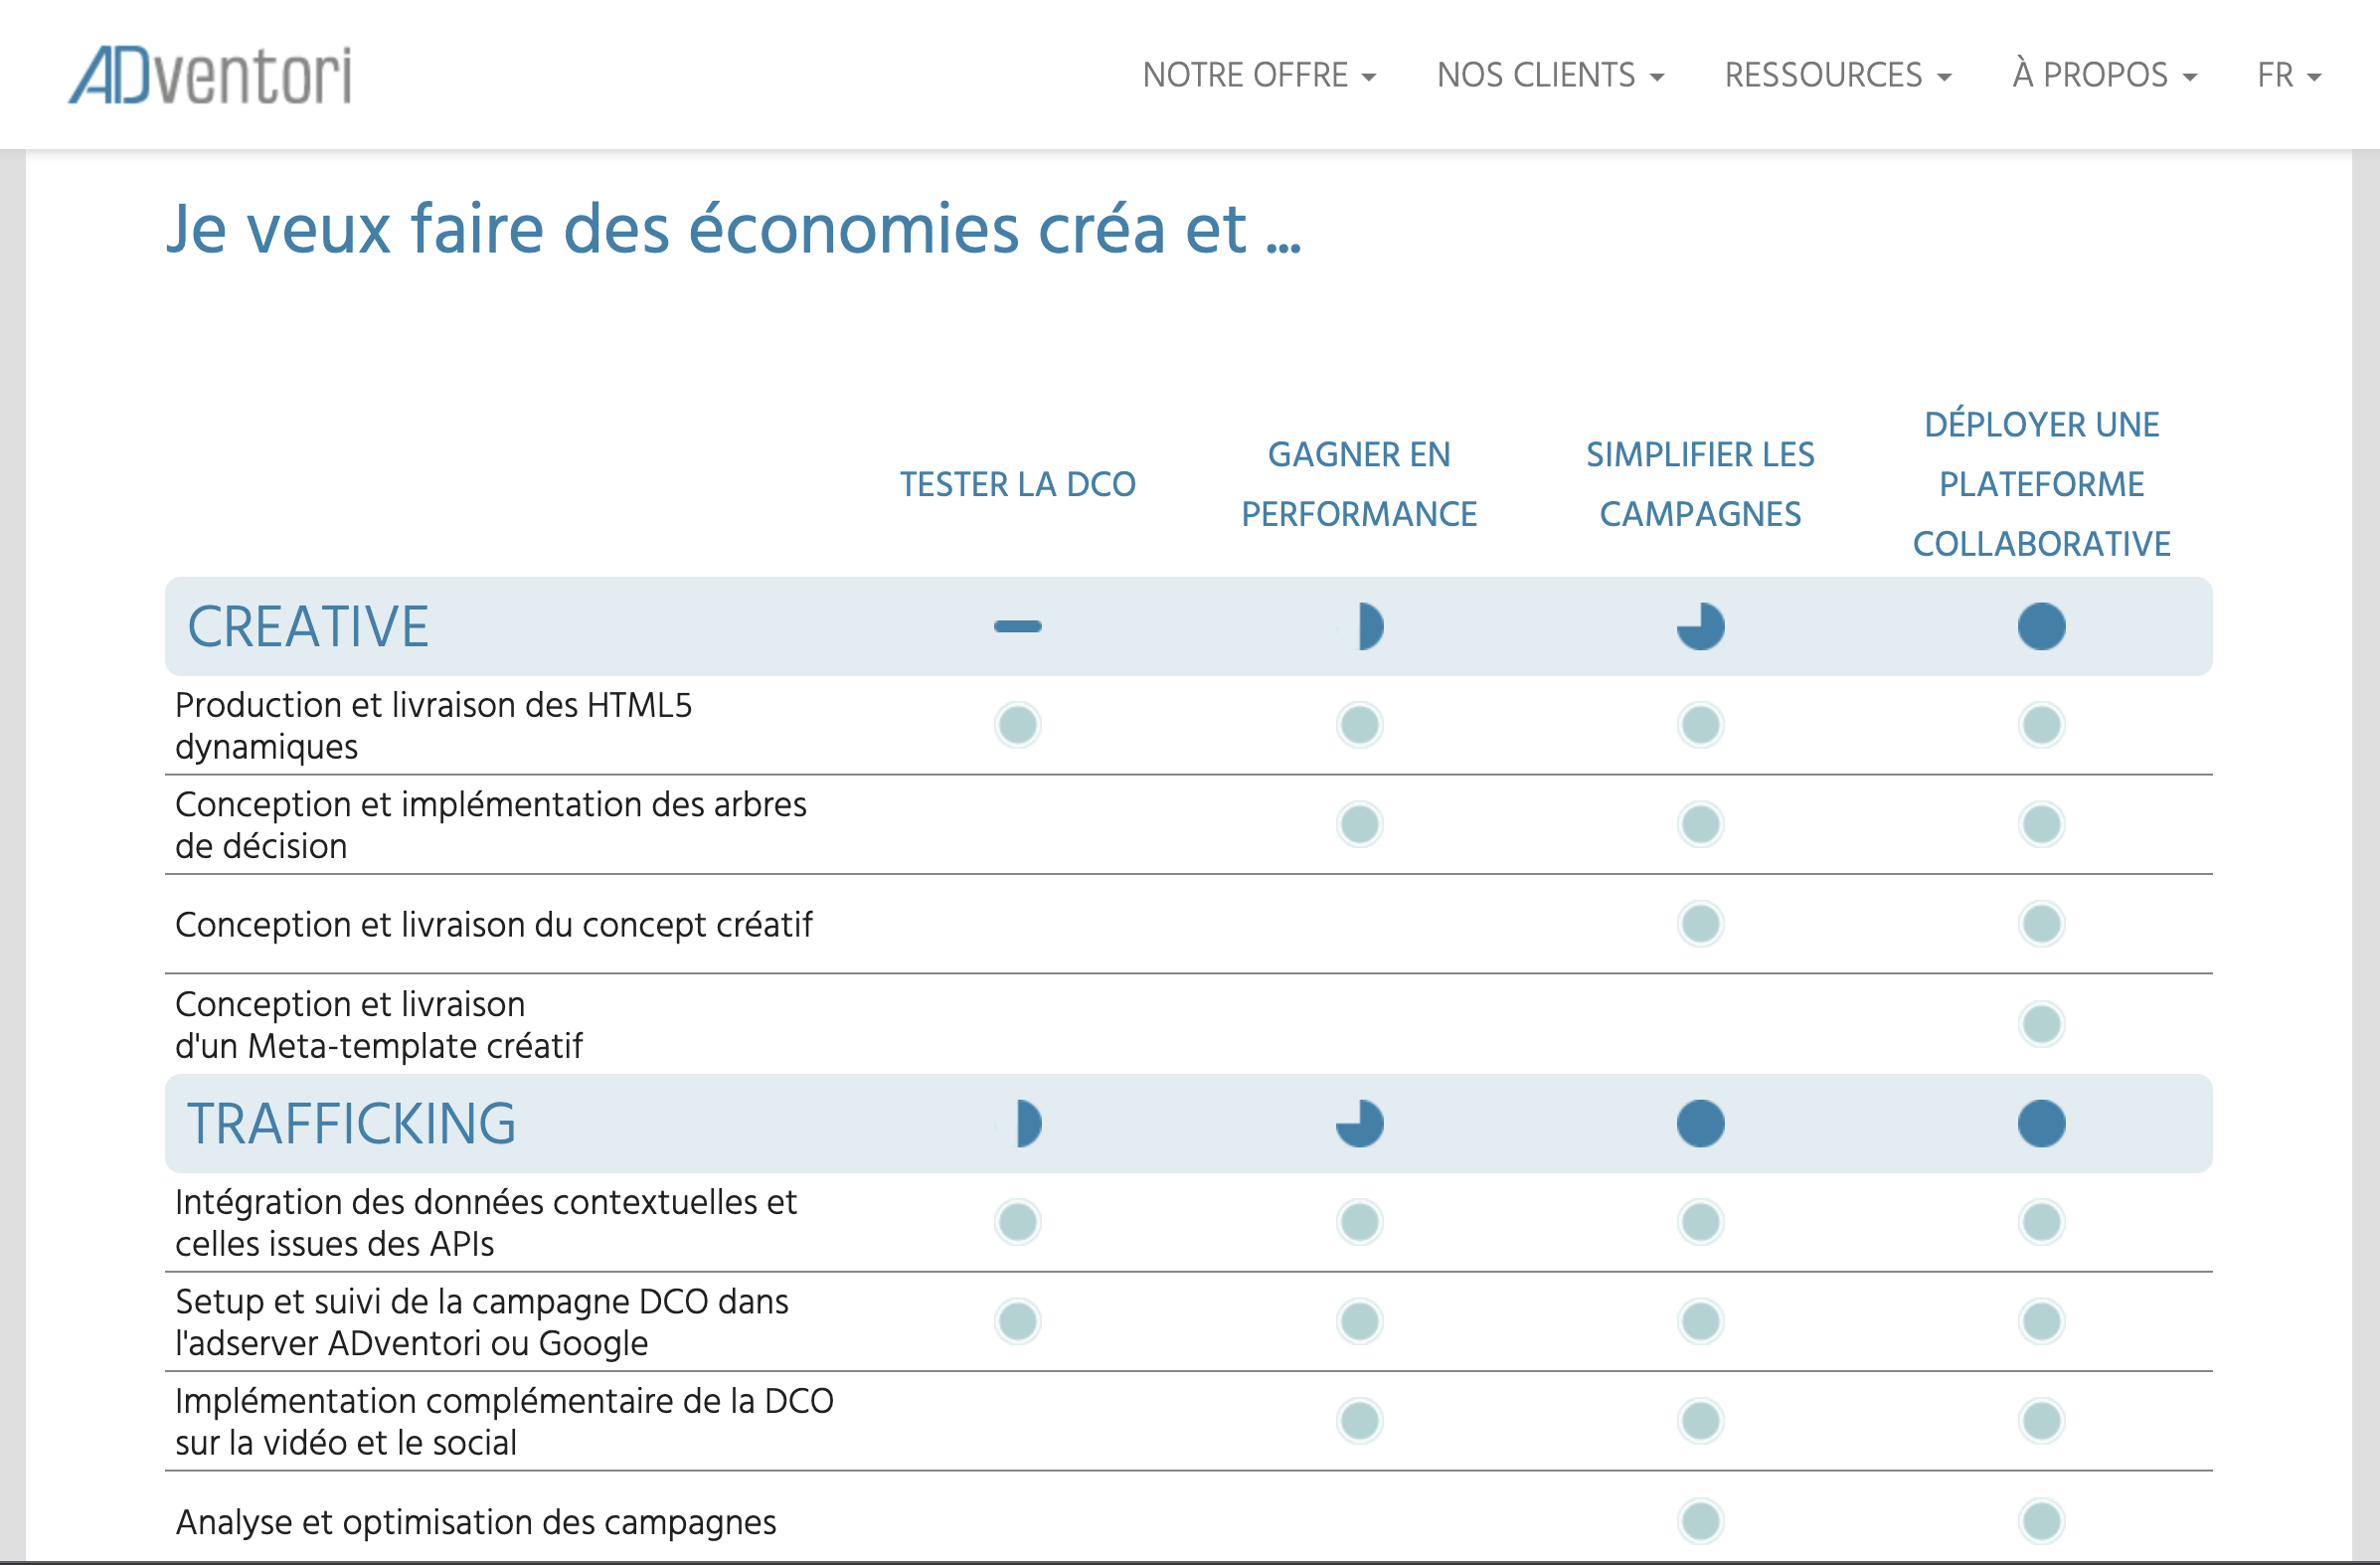 ADventori
NOTRE OFFRE
NOS CLIENTS
RESSOURCES
À PROPOS
FR
Je veux faire des économies créa et ...
TESTER LA DCO
GAGNER EN
PERFORMANCE
SIMPLIFIER LES
CAMPAGNES
DÉPLOYER UNE
PLATEFORME
COLLABORATIVE
CREATIVE
Production et livraison des HTML5
dynamiques
Conception et implémentation des arbres
de décision
Conception et livraison du concept créatif
Conception et livraison
d'un Meta-template créatif
TRAFFICKING
Intégration des données contextuelles et
celles issues des APIs
Setup et suivi de la campagne DCO dans
l'adserver ADventori ou Google
Implémentation complémentaire de la DCO
sur la vidéo et le social
Analyse et optimisation des campagnes